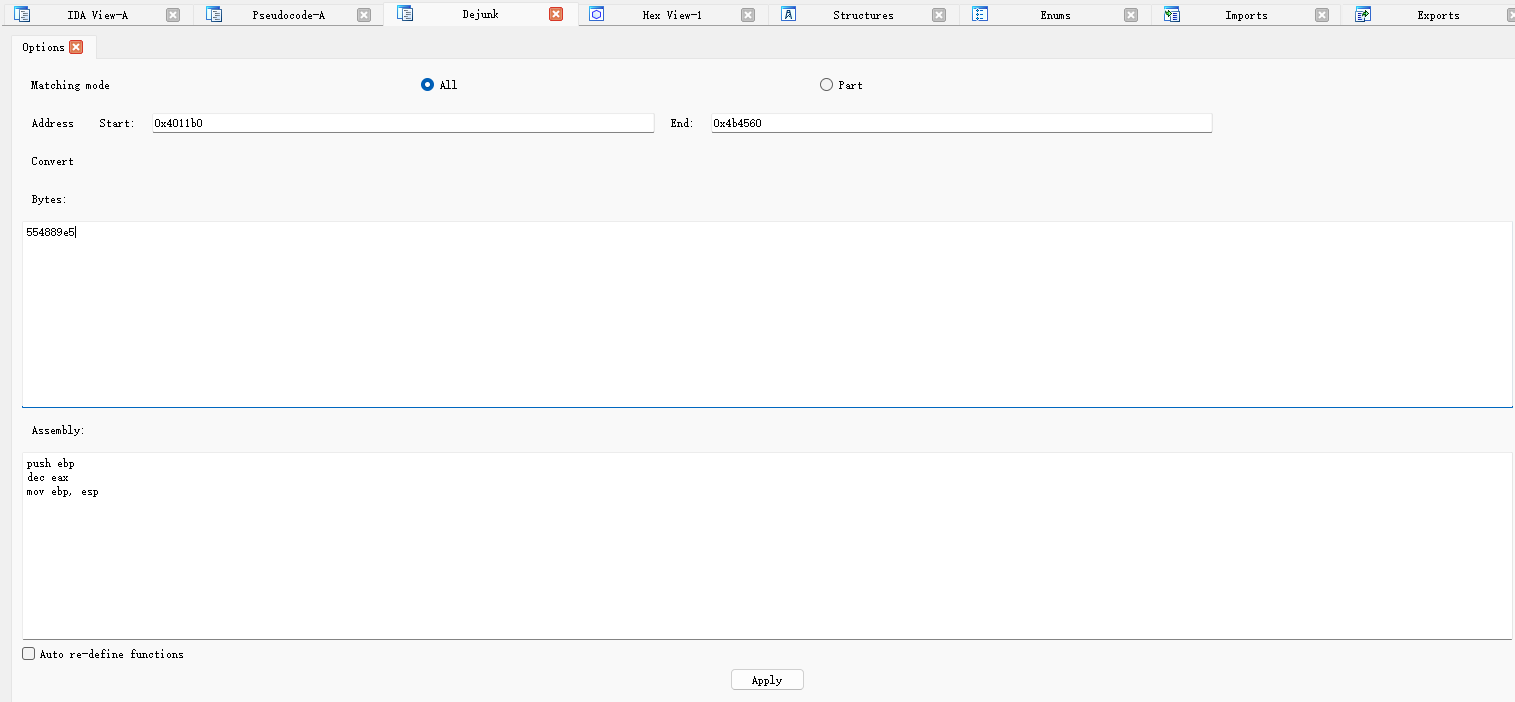 IDA View-A Pseudocode-A Dejunk Hex View-1 Structures Enums Imports Exports
Options
Matching mode All Part
Address Start: 0x4011b0 End: 0x4b4560
Convert
Bytes:
554889e5
Assembly:
push ebp
dec eax
mov ebp, esp
Auto re-define functions
Apply